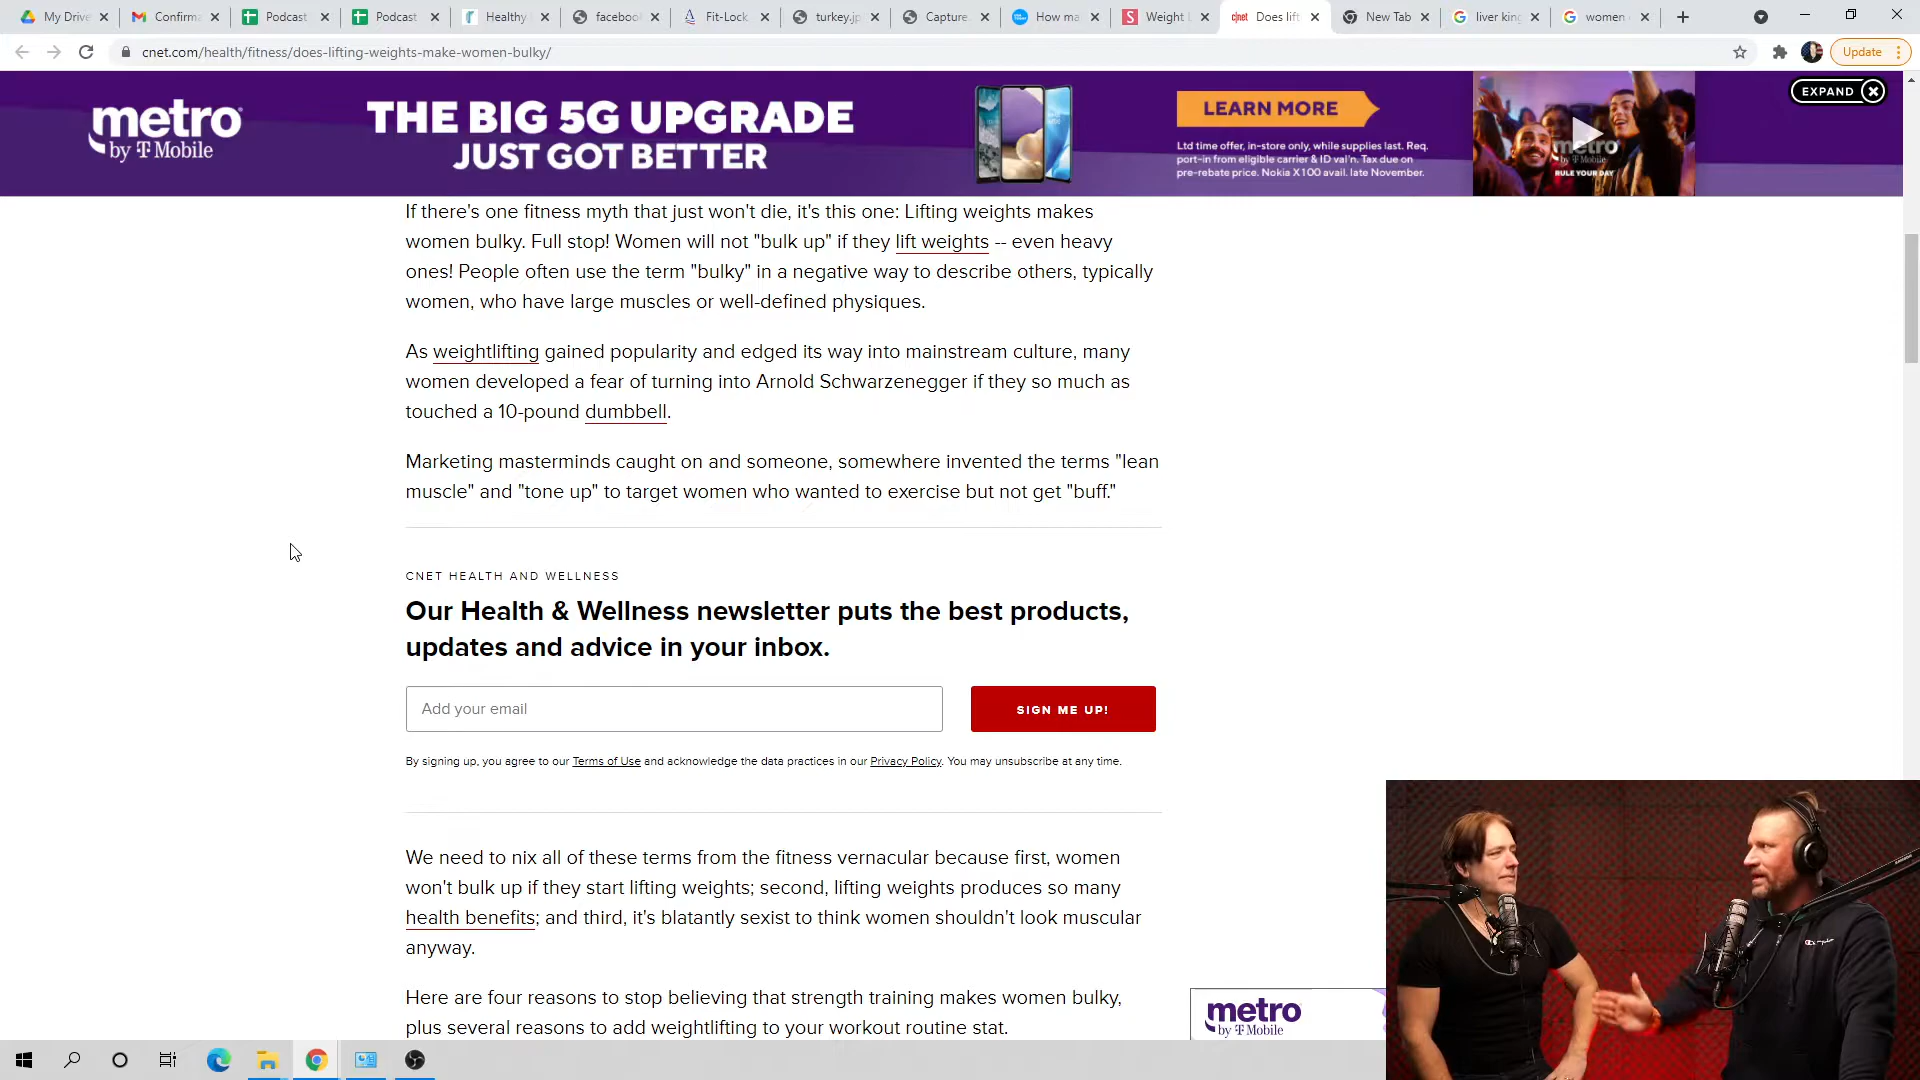 My Drive
Confirma
Podcast
Podcast
Healthy
facebook
Fit-Lock
turkey.jp
Capture
How ma
Weight L
Does lift
New Tab
liver king
women
cnet.com/health/fitness/does-lifting-weights-make-women-bulky/
Update
metro
by T Mobile
THE BIG 5G UPGRADE
JUST GOT BETTER
LEARN MORE
Ltd time offer, in-store only, while supplies last. Req.
port-in from eligible carrier & ID val'n. Tax due on
pre-rebate price. Nokia X100 avail. late November.
metro
RULE YOUR DAY
EXPAND
If there's one fitness myth that just won't die, it's this one: Lifting weights makes
women bulky. Full stop! Women will not "bulk up" if they lift weights -- even heavy
ones! People often use the term "bulky" in a negative way to describe others, typically
women, who have large muscles or well-defined physiques.
As weightlifting gained popularity and edged its way into mainstream culture, many
women developed a fear of turning into Arnold Schwarzenegger if they so much as
touched a 10-pound dumbbell.
Marketing masterminds caught on and someone, somewhere invented the terms "lean
muscle" and "tone up" to target women who wanted to exercise but not get "buff."
CNET HEALTH AND WELLNESS
Our Health & Wellness newsletter puts the best products,
updates and advice in your inbox.
Add your email
SIGN ME UP!
By signing up, you agree to our Terms of Use and acknowledge the data practices in our Privacy Policy. You may unsubscribe at any time.
We need to nix all of these terms from the fitness vernacular because first, women
won't bulk up if they start lifting weights; second, lifting weights produces so many
health benefits; and third, it's blatantly sexist to think women shouldn't look muscular
anyway.
Here are four reasons to stop believing that strength training makes women bulky,
plus several reasons to add weightlifting to your workout routine stat.
metro
by T Mobile
Champion